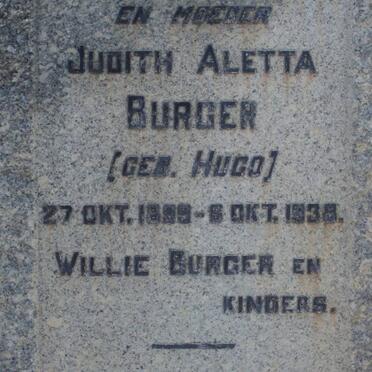 EN MOEDER
JUDITH ALETTA
BURGER
[GEB. HUGO]
27 OKT. 1899-6 OKT. 1938.
WILLIE BURGER EN
KINDERS.